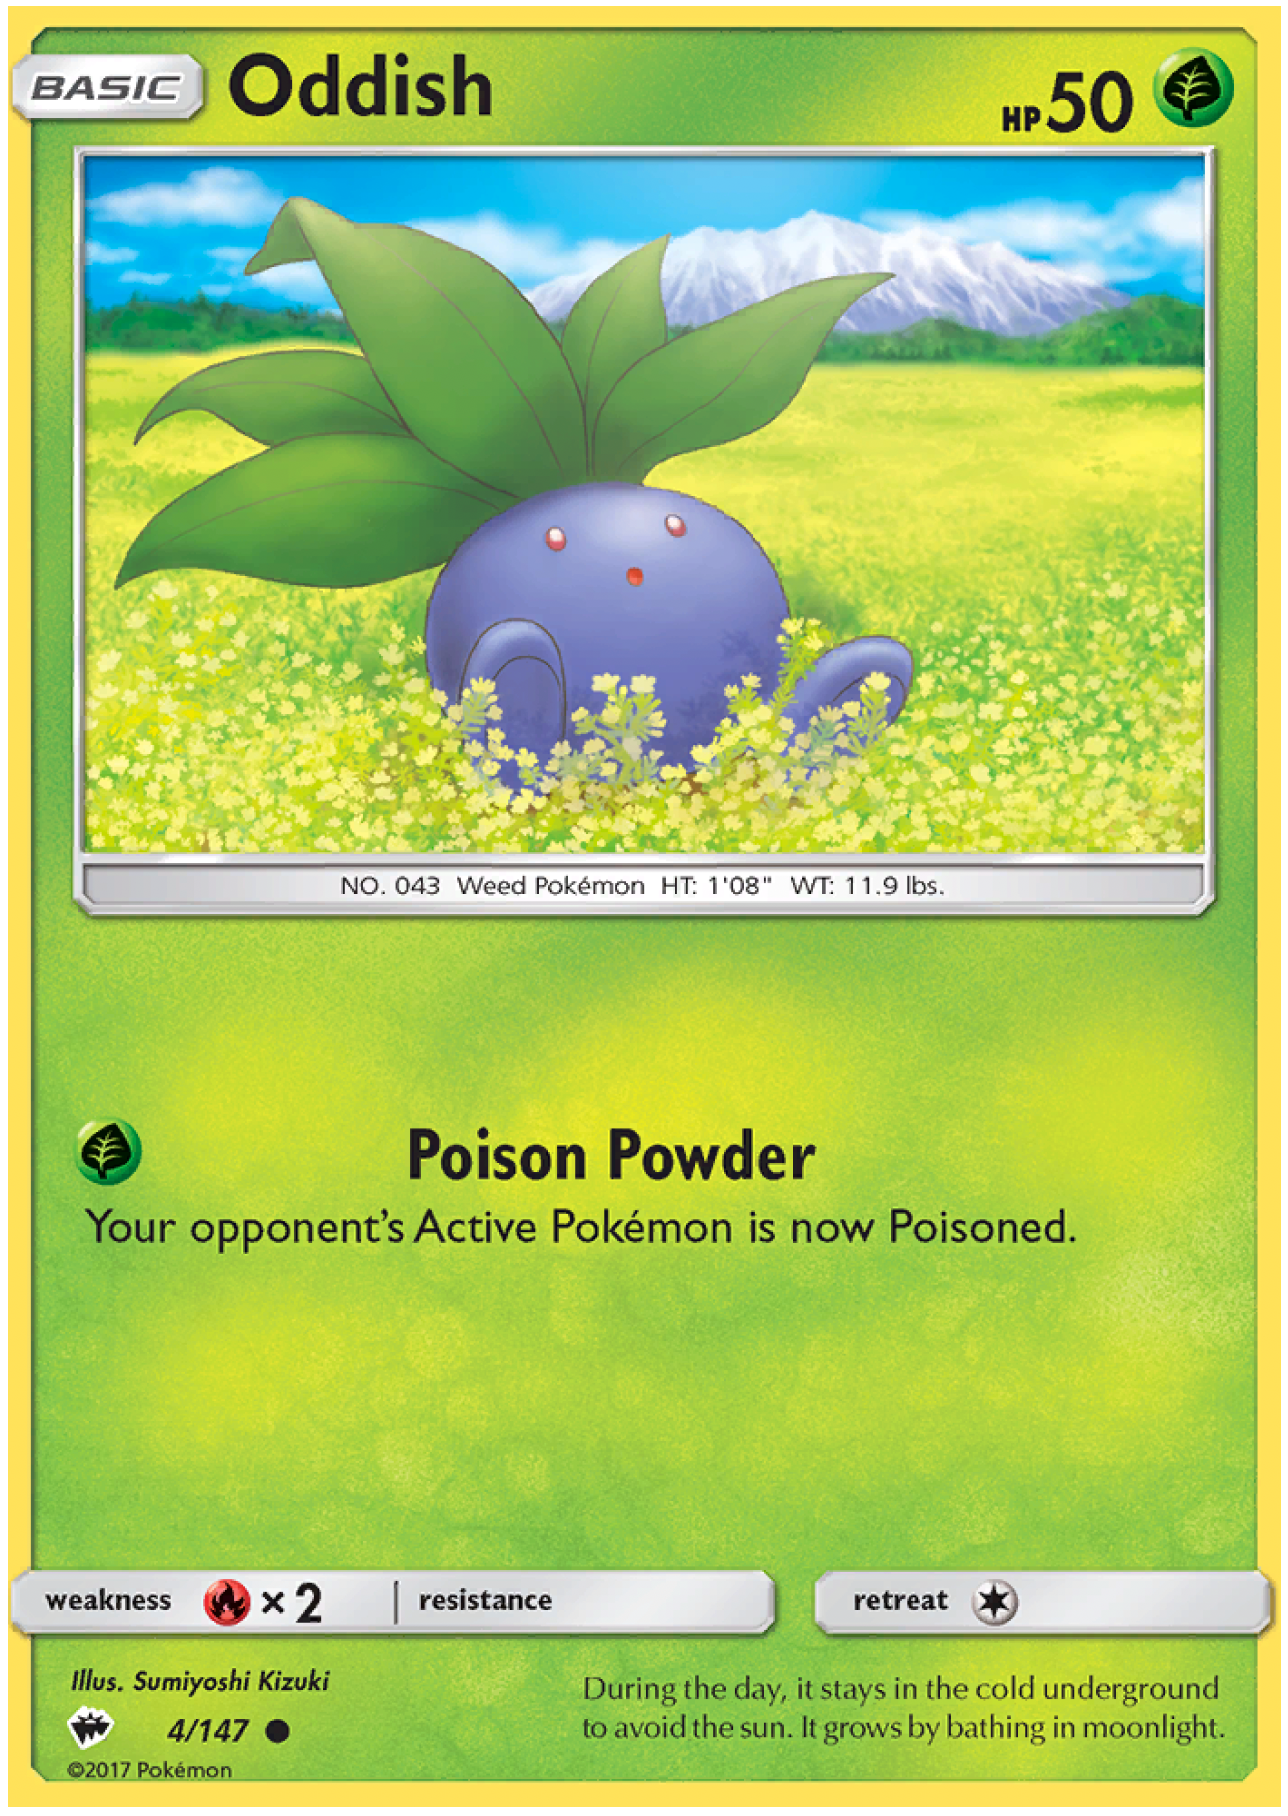 BASIC Oddish HP 50
NO. 043 Weed Pokémon HT: 1'08" WT: 11.9 lbs.
Poison Powder
Your opponent's Active Pokémon is now Poisoned.
weakness × 2 | resistance
retreat
Illus. Sumiyoshi Kizuki
4/147
©2017 Pokémon
During the day, it stays in the cold underground
to avoid the sun. It grows by bathing in moonlight.